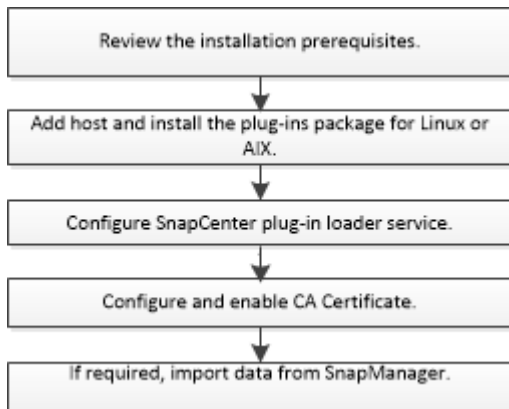 Review the installation prerequisites.
Add host and install the plug-ins package for Linux or
AIX.
Configure SnapCenter plug-in loader service.
Configure and enable CA Certificate.
If required, import data from SnapManager.